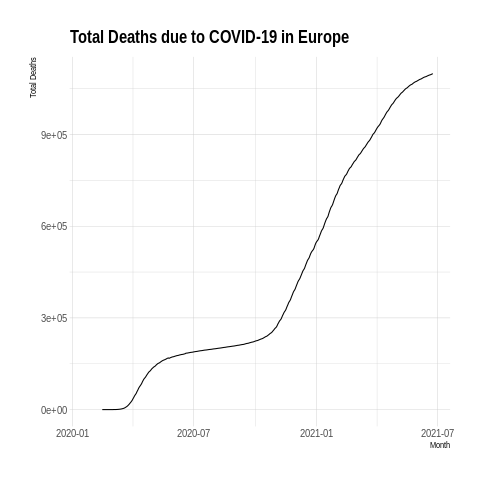 Total Deaths due to COVID-19 in Europe
Total Deaths
9e+05
6e+05
3e+05
0e+00
2020-01 2020-07 2021-01 2021-07
Month